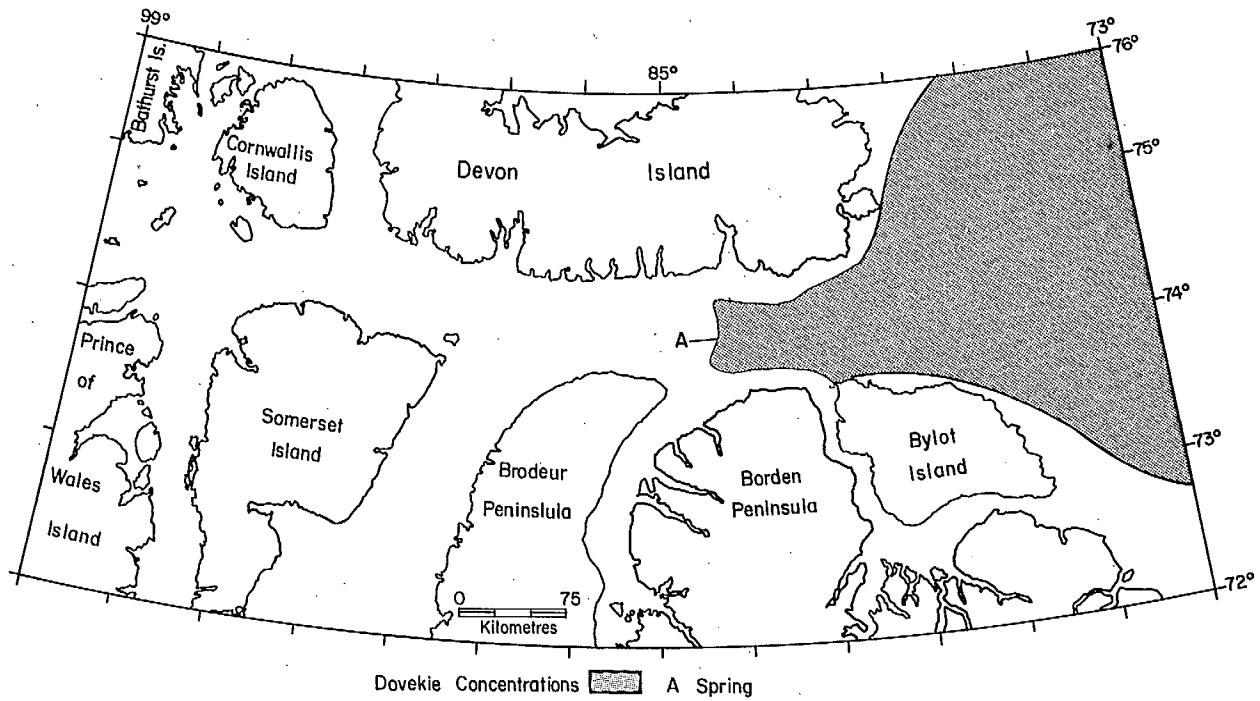 99°
73°
76°
85°
Bathurst Is.
75°
Cornwallis
Island
Devon Island
74°
A
Prince
of
Wales
Island
Somerset
Island
73°
Bylot
Island
Brodeur
Peninslula
Borden
Peninsula
72°
0 75
Kilometres
Dovekie Concentrations A Spring